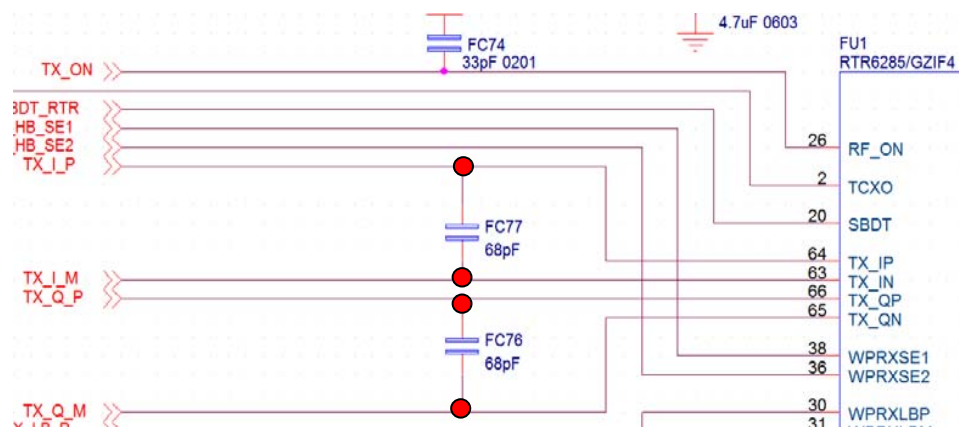 4.7uF 0603
FC74
33pF 0201
FU1
RTR6285/GZIF4
TX_ON
BDT_RTR
HB_SE1
HB_SE2
TX_I_P
26 RF_ON
2 TCXO
20 SBDT
FC77
68pF
64 TX_IP
TX_I_M
63 TX_IN
TX_Q_P
66 TX_QP
65 TX_QN
FC76
68pF
38 WPRXSE1
36 WPRXSE2
TX_Q_M
30 WPRXLBP
31